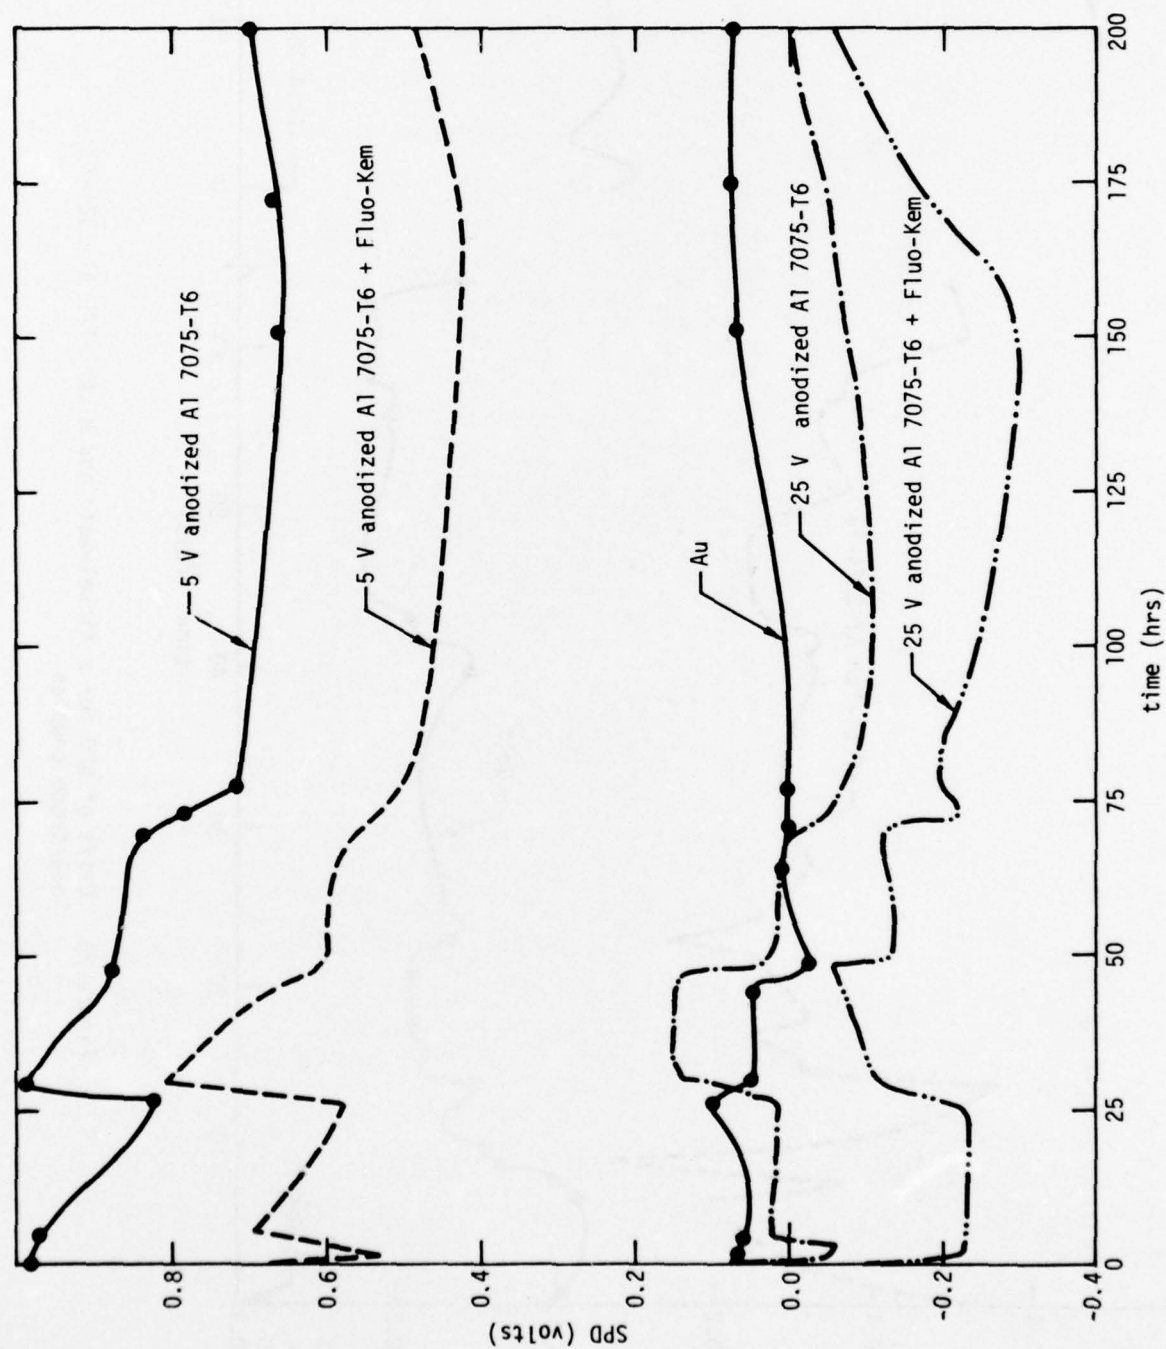 SPD (volts)
0.8
0.6
0.4
0.2
0.0
-0.2
-0.4
0
25
50
75
100
125
150
175
200
time (hrs)
5 V anodized Al 7075-T6
5 V anodized Al 7075-T6 + Fluo-Kem
Au
25 V anodized Al 7075-T6
25 V anodized Al 7075-T6 + Fluo-Kem